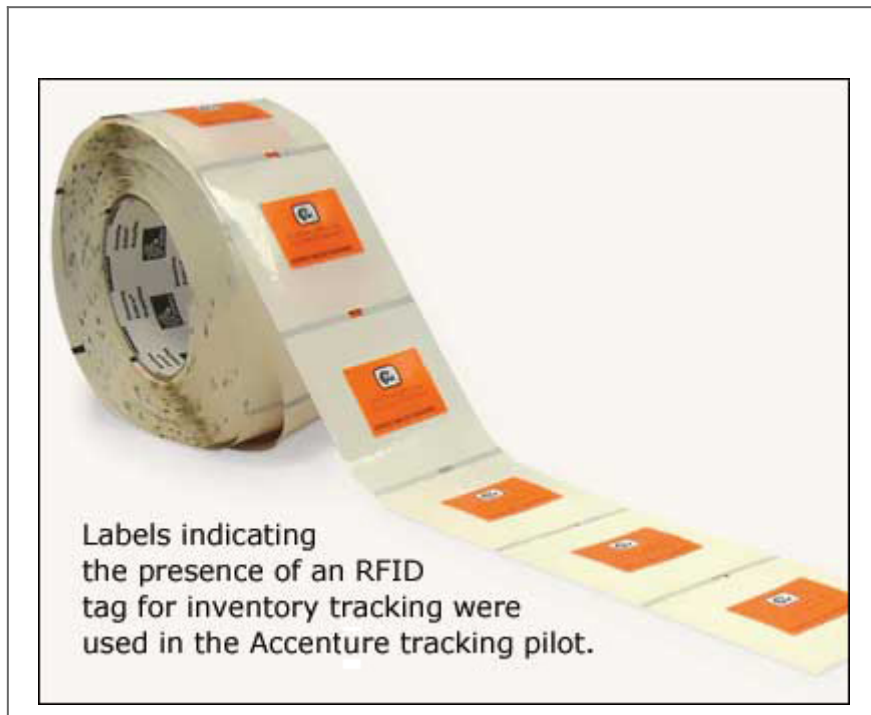 Labels indicating
the presence of an RFID
tag for inventory tracking were
used in the Accenture tracking pilot.